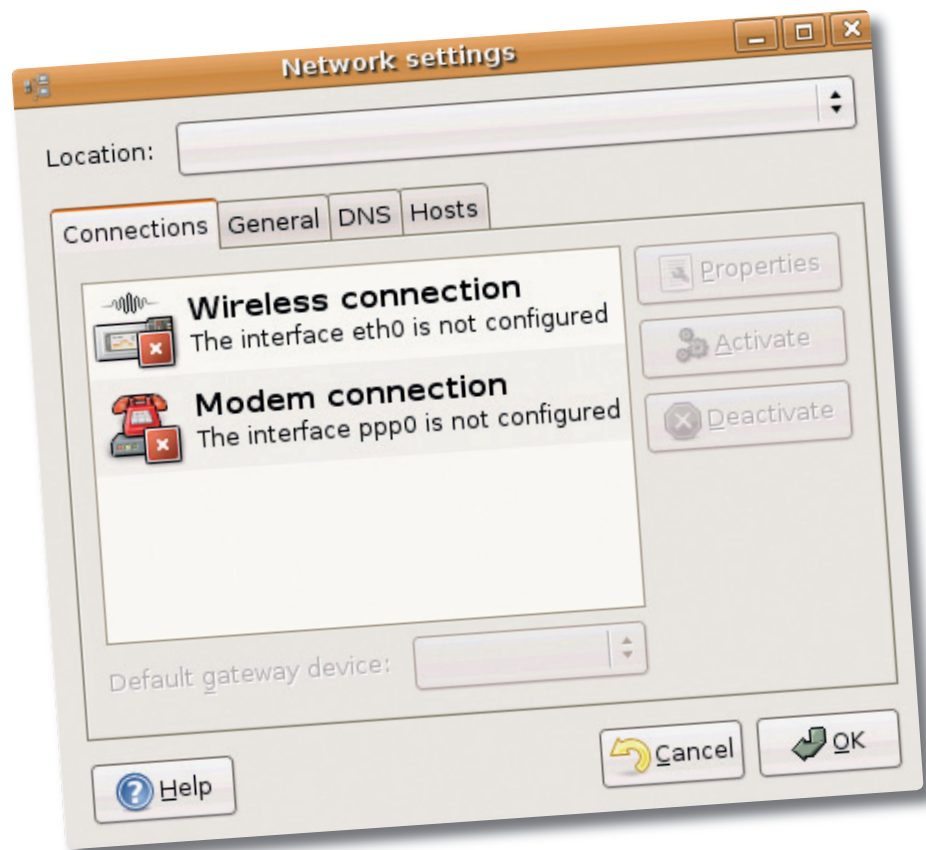 Network settings
Location:
Connections General DNS Hosts
Wireless connection
The interface eth0 is not configured
Modem connection
The interface ppp0 is not configured
Properties
Activate
Deactivate
Default gateway device:
Help
Cancel
OK